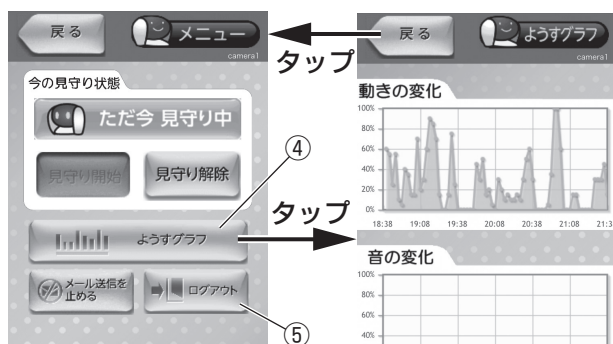 戻る
メニュー
camera1
今の見守り状態
ただ今 見守り中
見守り開始
見守り解除
ようすグラフ
メール送信を
止める
ログアウト
タップ
④
タップ
⑤
戻る
ようすグラフ
camera1
動きの変化
100%
80%
60%
40%
20%
0%
18:38 19:08 19:38 20:08 20:38 21:08 21:3
音の変化
100%
80%
60%
40%